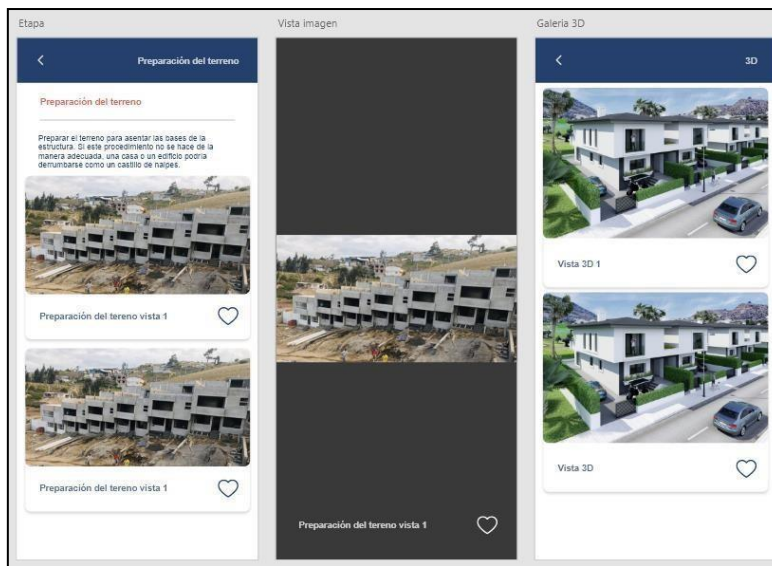 Etapa
Preparación del terreno
Preparación del terreno
Preparar el terreno para asentar las bases de la
estructura. Si este procedimiento no se hace de la
manera adecuada, una casa o un edificio podría
derrumbarse como un castillo de naipes.
Preparación del tereno vista 1
Preparación del tereno vista 1
Vista imagen
Preparación del tereno vista 1
Galeria 3D
3D
Vista 3D 1
Vista 3D